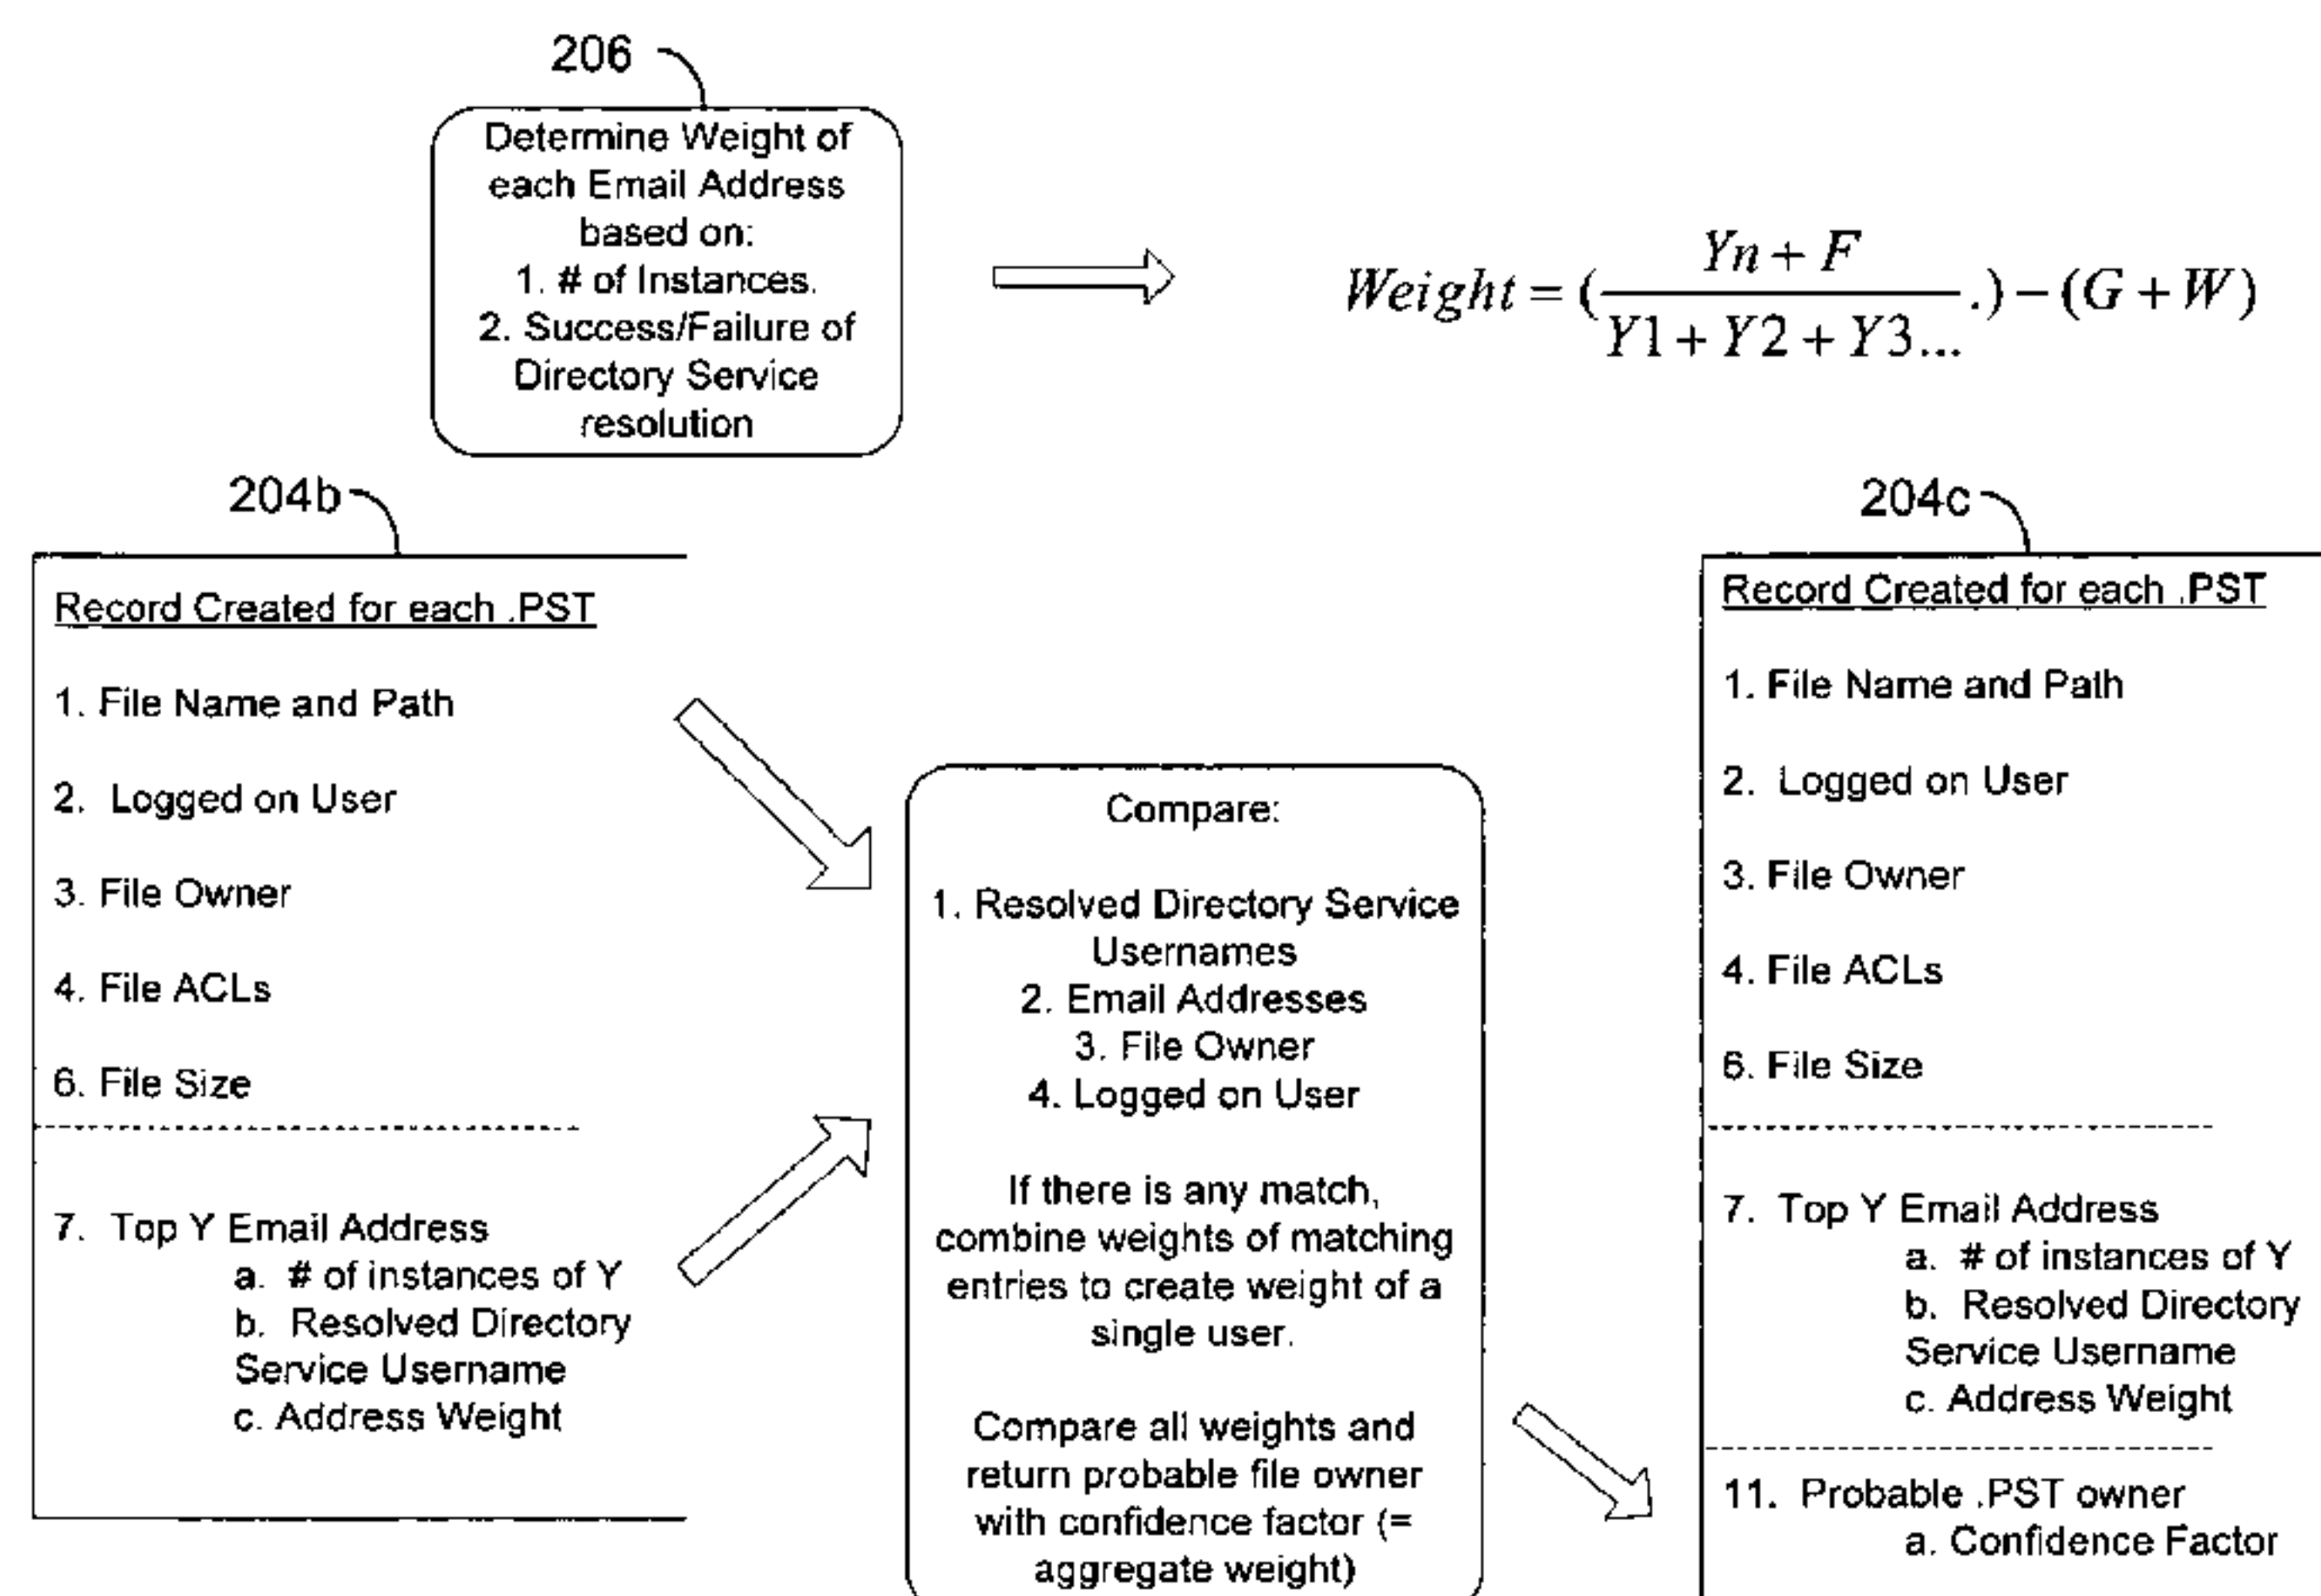 206
Determine Weight of
each Email Address
based on:
1. # of Instances.
2. Success/Failure of
Directory Service
resolution
Weight = (Yn + F / Y1 + Y2 + Y3... .) – (G + W)
204b
Record Created for each .PST
1. File Name and Path
2. Logged on User
3. File Owner
4. File ACLs
6. File Size
7. Top Y Email Address
a. # of instances of Y
b. Resolved Directory
Service Username
c. Address Weight
Compare:
1. Resolved Directory Service
Usernames
2. Email Addresses
3. File Owner
4. Logged on User
If there is any match,
combine weights of matching
entries to create weight of a
single user.
Compare all weights and
return probable file owner
with confidence factor (=
aggregate weight)
204c
Record Created for each .PST
1. File Name and Path
2. Logged on User
3. File Owner
4. File ACLs
6. File Size
7. Top Y Email Address
a. # of instances of Y
b. Resolved Directory
Service Username
c. Address Weight
11. Probable .PST owner
a. Confidence Factor